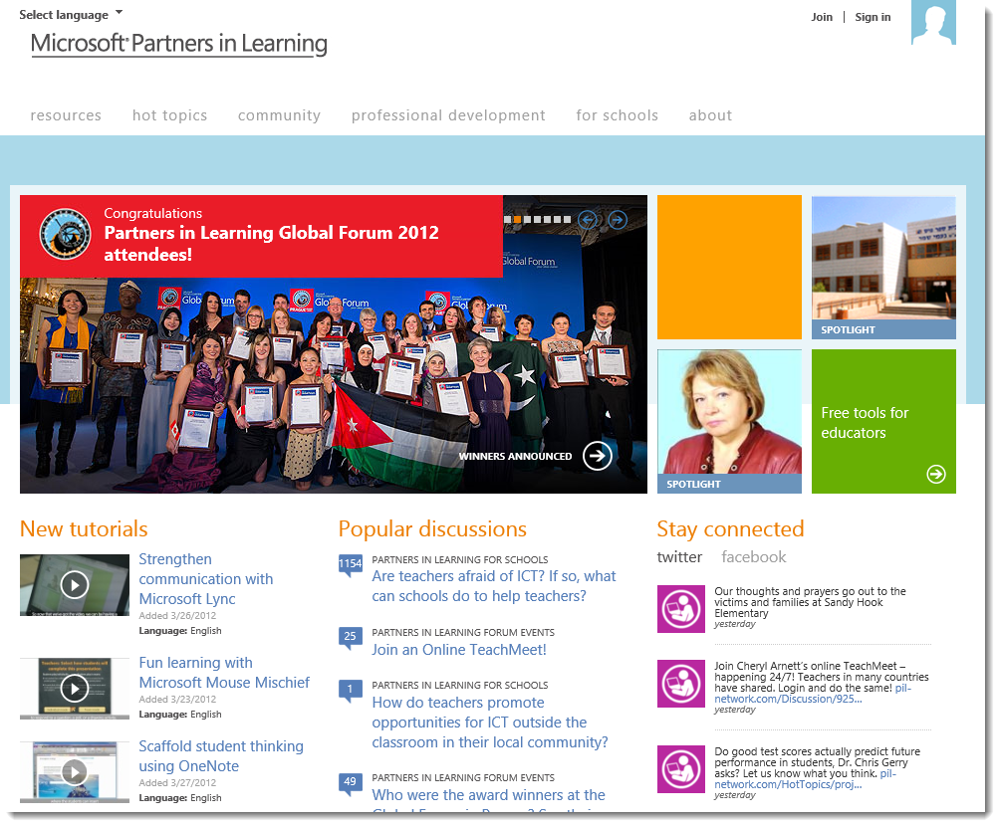 Select language
Join | Sign in
Microsoft® Partners in Learning
resources hot topics community professional development for schools about
Congratulations
Partners in Learning Global Forum 2012
attendees!
Global Forum
Global Forum
Global Forum
PRAGUE
WINNERS ANNOUNCED
SPOTLIGHT
SPOTLIGHT
Free tools for
educators
New tutorials
Strengthen
communication with
Microsoft Lync
Added 3/26/2012
Language: English
Fun learning with
Microsoft Mouse Mischief
Added 3/23/2012
Language: English
Scaffold student thinking
using OneNote
Added 3/27/2012
Language: English
Popular discussions
1154
PARTNERS IN LEARNING FOR SCHOOLS
Are teachers afraid of ICT? If so, what
can schools do to help teachers?
25
PARTNERS IN LEARNING FORUM EVENTS
Join an Online TeachMeet!
1
PARTNERS IN LEARNING FOR SCHOOLS
How do teachers promote
opportunities for ICT outside the
classroom in their local community?
49
PARTNERS IN LEARNING FORUM EVENTS
Who were the award winners at the
Stay connected
twitter facebook
Our thoughts and prayers go out to the
victims and families at Sandy Hook
Elementary
yesterday
Join Cheryl Arnett's online TeachMeet –
happening 24/7! Teachers in many countries
have shared. Login and do the same! pil-
network.com/Discussion/925...
yesterday
Do good test scores actually predict future
performance in students, Dr. Chris Gerry
asks? Let us know what you think. pil-
network.com/HotTopics/proj...
yesterday